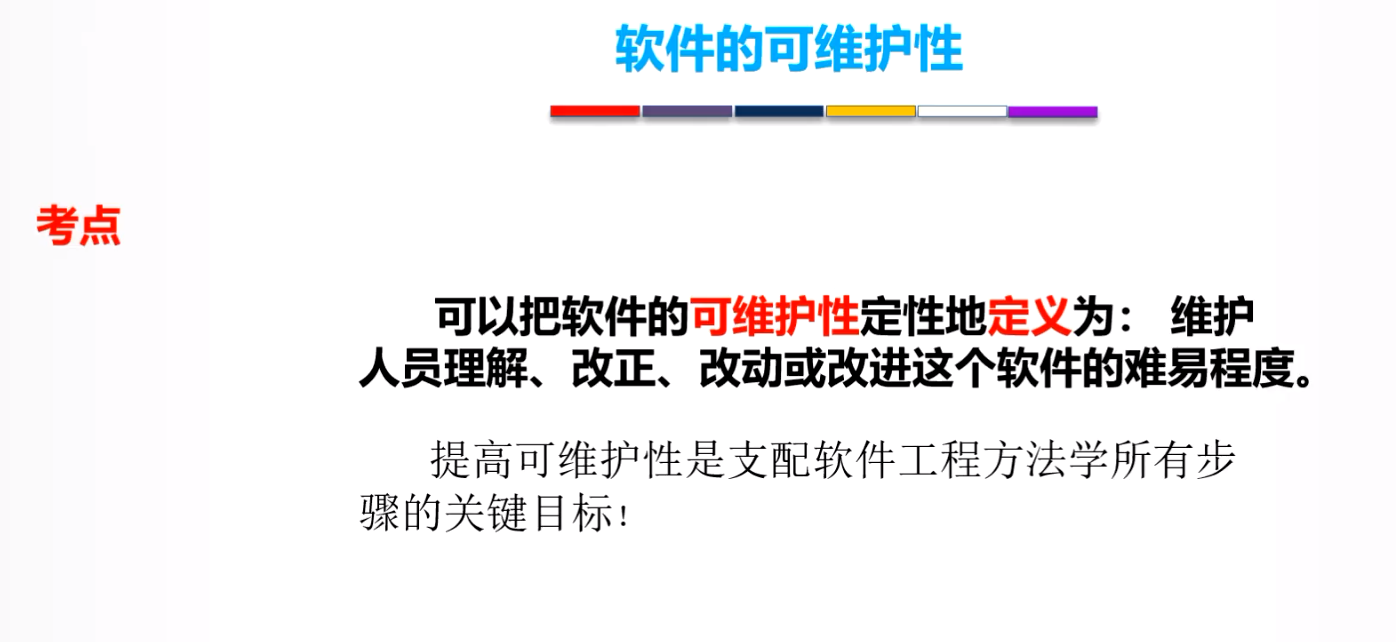 软件的可维护性
考点
可以把软件的可维护性定性地定义为： 维护
人员理解、改正、改动或改进这个软件的难易程度。
提高可维护性是支配软件工程方法学所有步
骤的关键目标！